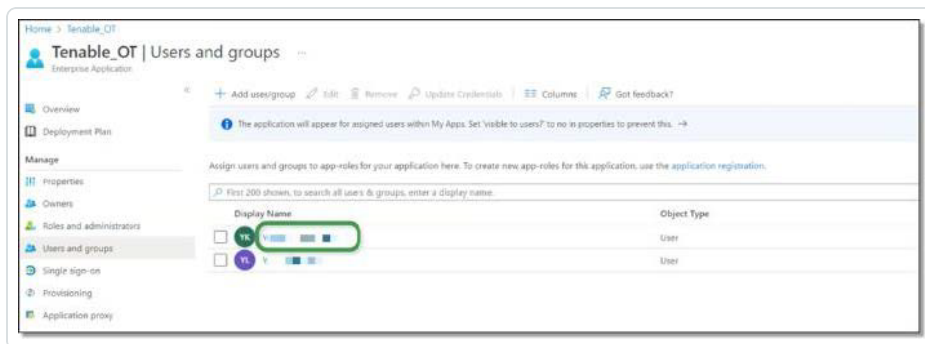 Home > Tenable_OT
Tenable_OT | Users and groups ...
Enterprise Application
«
+ Add user/group Edit Remove Update Credentials Columns Got feedback?
Overview
Deployment Plan
The application will appear for assigned users within My Apps. Set 'visible to users?' to no in properties to prevent this. →
Manage
Assign users and groups to app-roles for your application here. To create new app-roles for this application, use the application registration.
Properties
Owners
Roles and administrators
Users and groups
Single sign-on
Provisioning
Application proxy
First 200 shown, to search all users & groups, enter a display name.
Display Name Object Type
YK Y User
YL Y User